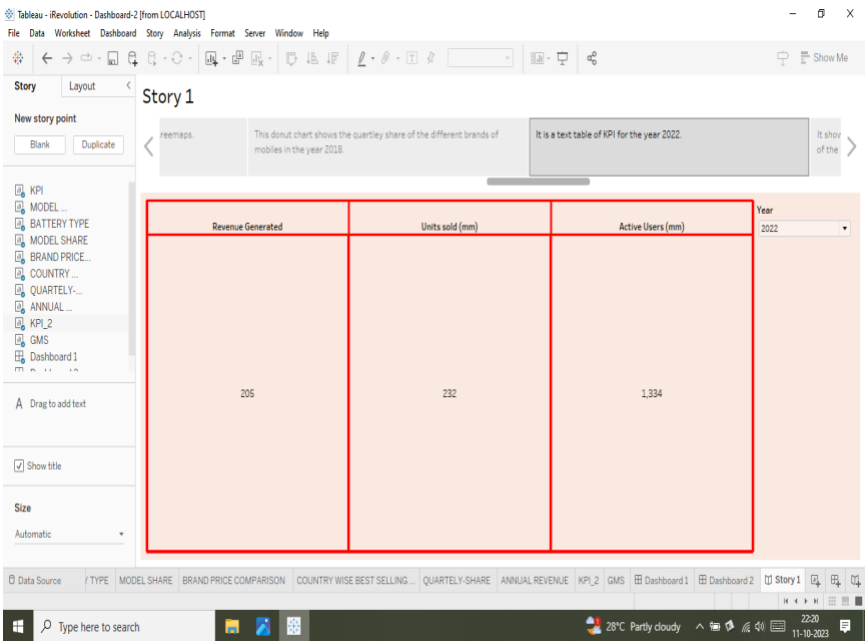 Tableau - iRevolution - Dashboard-2 [from LOCALHOST]
File Data Worksheet Dashboard Story Analysis Format Server Window Help
Show Me
Story Layout
New story point
Blank Duplicate
KPI
MODEL ...
BATTERY TYPE
MODEL SHARE
BRAND PRICE...
COUNTRY ...
QUARTELY-...
ANNUAL ...
KPI_2
GMS
Dashboard 1
A Drag to add text
Show title
Size
Automatic
Story 1
reemaps.
This donut chart shows the quartley share of the different brands of
mobiles in the year 2018.
It is a text table of KPI for the year 2022.
It shov
of the
Revenue Generated Units sold (mm) Active Users (mm)
205 232 1,334
Year
2022
Data Source / TYPE MODEL SHARE BRAND PRICE COMPARISON COUNTRY WISE BEST SELLING ... QUARTELY-SHARE ANNUAL REVENUE KPI_2 GMS Dashboard 1 Dashboard 2 Story 1
Type here to search
28°C Partly cloudy
22:20
11-10-2023